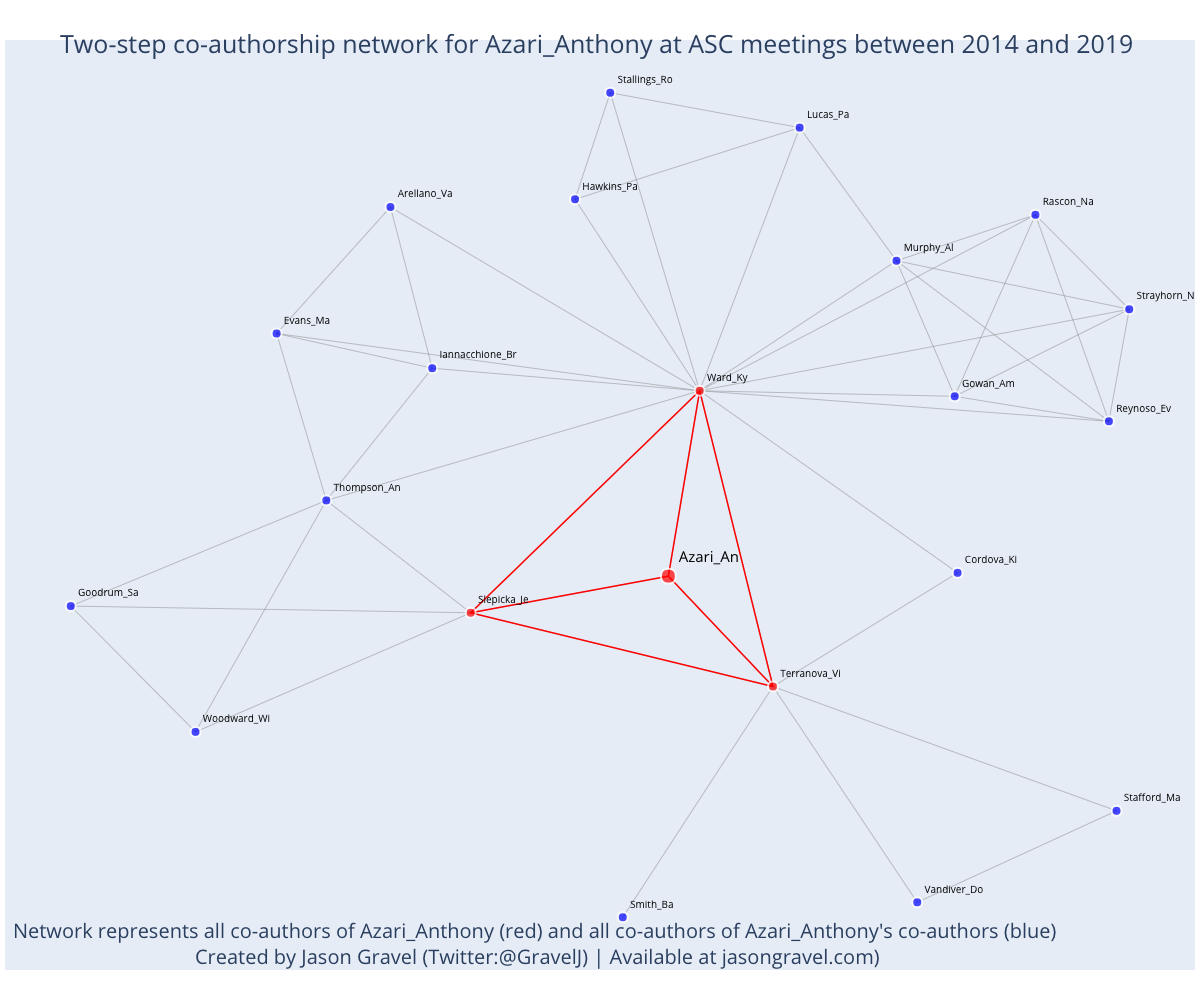 Two-step co-authorship network for Azari_Anthony at ASC meetings between 2014 and 2019
Stallings_Ro
Lucas_Pa
Hawkins_Pa
Arellano_Va
Rascon_Na
Murphy_Al
Strayhorn_N
Evans_Ma
Iannacchione_Br
Ward_Ky
Gowan_Am
Reynoso_Ev
Thompson_An
Azari_An
Cordova_Ki
Goodrum_Sa
Slepicka_Je
Terranova_Vi
Woodward_Wi
Stafford_Ma
Vandiver_Do
Smith_Ba
Network represents all co-authors of Azari_Anthony (red) and all co-authors of Azari_Anthony's co-authors (blue)
Created by Jason Gravel (Twitter:@GravelJ) | Available at jasongravel.com)